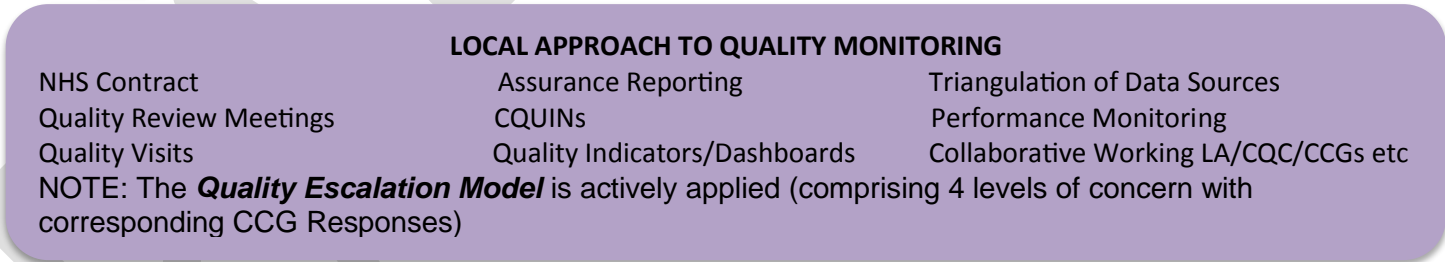 LOCAL APPROACH TO QUALITY MONITORING
NHS Contract Assurance Reporting Triangulation of Data Sources
Quality Review Meetings CQUINs Performance Monitoring
Quality Visits Quality Indicators/Dashboards Collaborative Working LA/CQC/CCGs etc
NOTE: The Quality Escalation Model is actively applied (comprising 4 levels of concern with
corresponding CCG Responses)